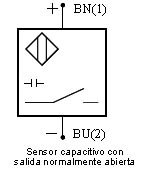 + BN(1)
− BU(2)
Sensor capacitivo con
salida normalmente abierta